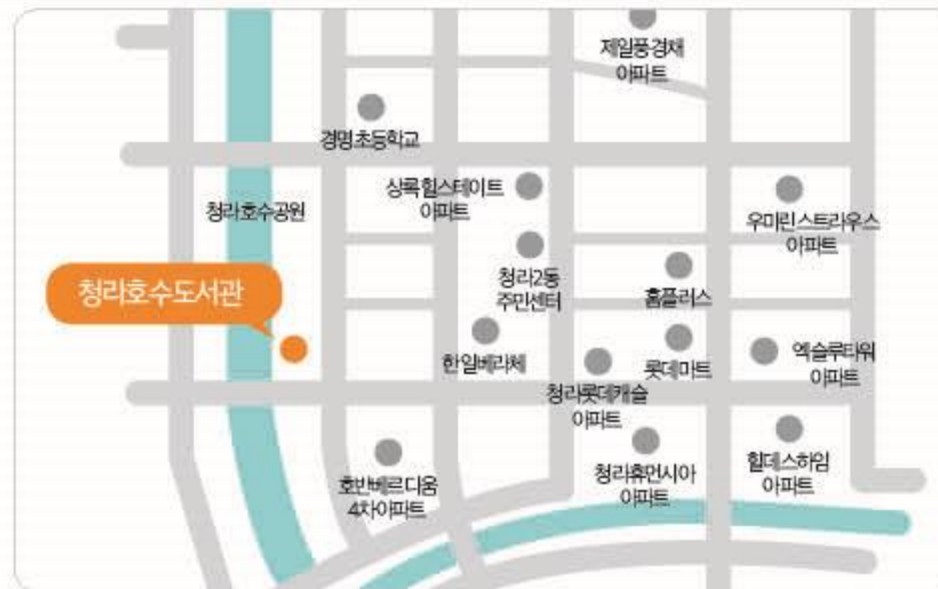 제일풍경채
아파트
경명초등학교
상록힐스테이트
아파트
청라호수공원
우미린스트라우스
아파트
청라2동
주민센터
홈플러스
청라호수도서관
한일베라체
롯데마트
엑슬루타워
아파트
청라롯데캐슬
아파트
호반베르디움
4차아파트
청라휴먼시아
아파트
힐데스하임
아파트